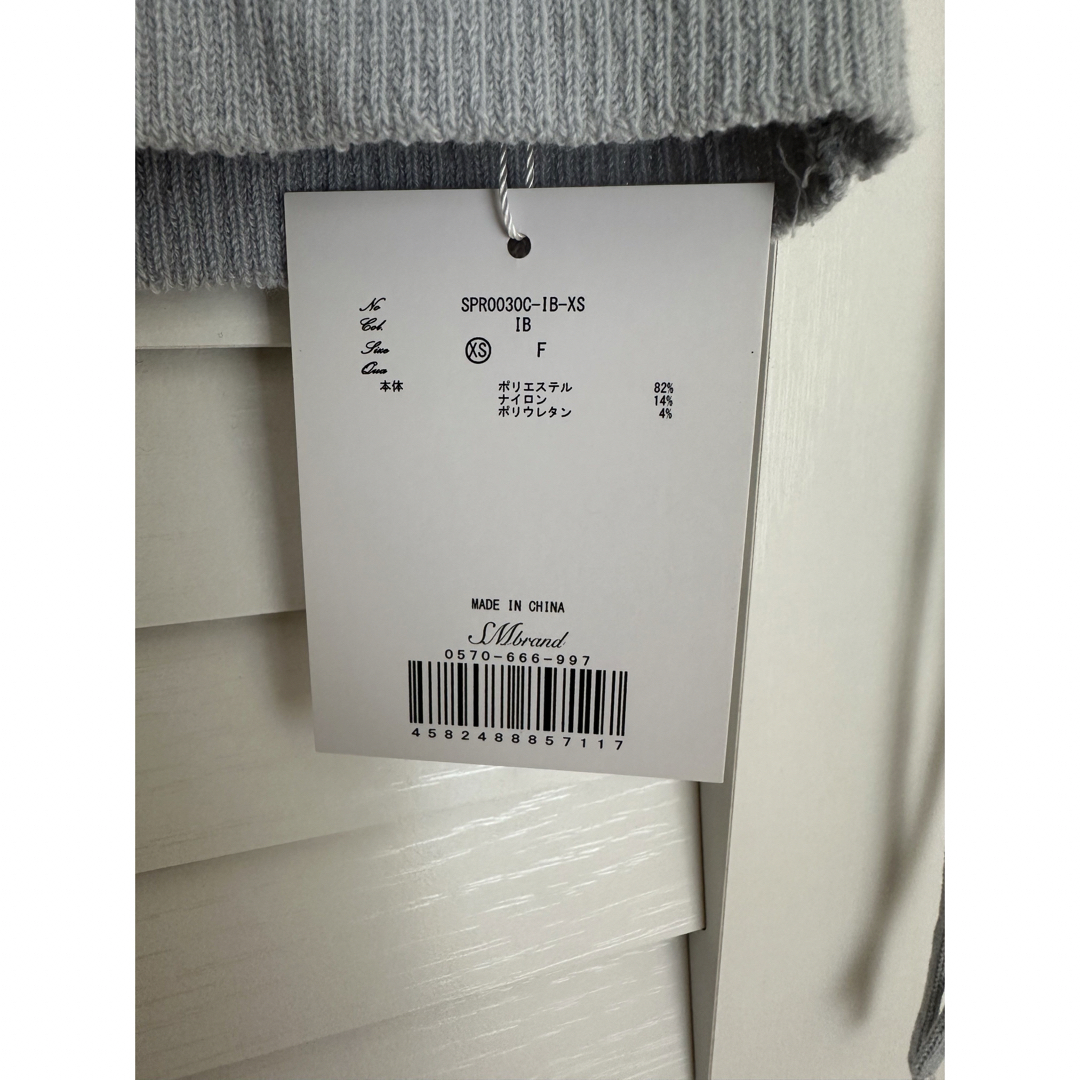 No SPR0030C-IB-XS
Col. IB
Size XS F
Qua
本体 ポリエステル 82%
ナイロン 14%
ポリウレタン 4%
MADE IN CHINA
SMbrand
0570-666-997
4582488857117